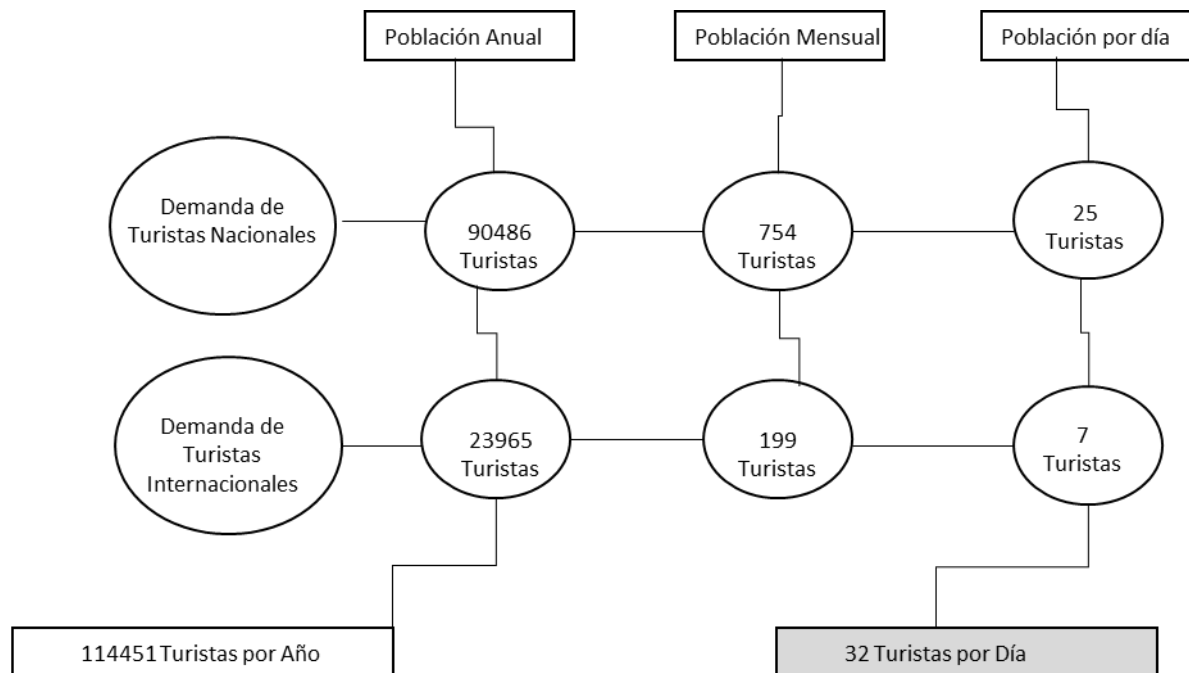 Población Anual
Población Mensual
Población por día
Demanda de
Turistas Nacionales
90486
Turistas
754
Turistas
25
Turistas
Demanda de
Turistas
Internacionales
23965
Turistas
199
Turistas
7
Turistas
114451 Turistas por Año
32 Turistas por Día